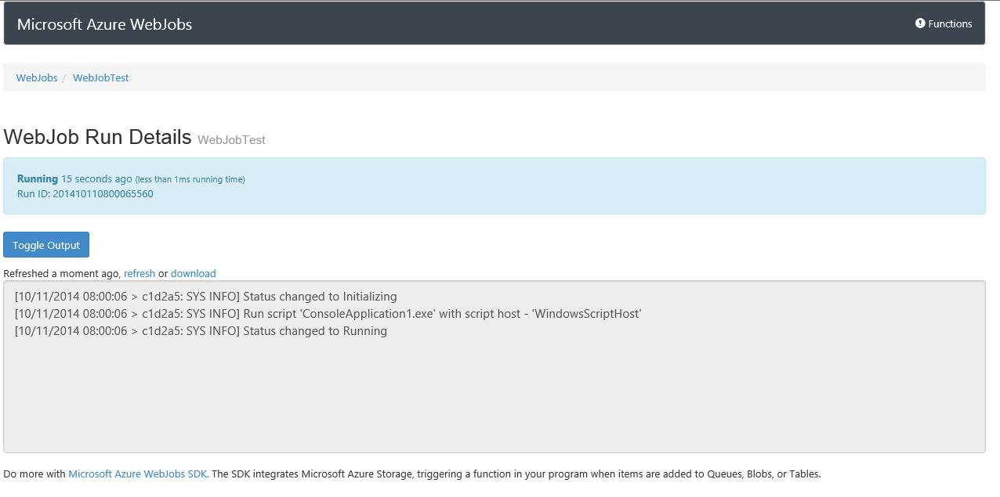 Microsoft Azure WebJobs
Functions
WebJobs / WebJobTest
WebJob Run Details WebJobTest
Running 15 seconds ago (less than 1ms running time)
Run ID: 201410110800065560
Toggle Output
Refreshed a moment ago, refresh or download
[10/11/2014 08:00:06 > c1d2a5: SYS INFO] Status changed to Initializing
[10/11/2014 08:00:06 > c1d2a5: SYS INFO] Run script 'ConsoleApplication1.exe' with script host - 'WindowsScriptHost'
[10/11/2014 08:00:06 > c1d2a5: SYS INFO] Status changed to Running
Do more with Microsoft Azure WebJobs SDK. The SDK integrates Microsoft Azure Storage, triggering a function in your program when items are added to Queues, Blobs, or Tables.